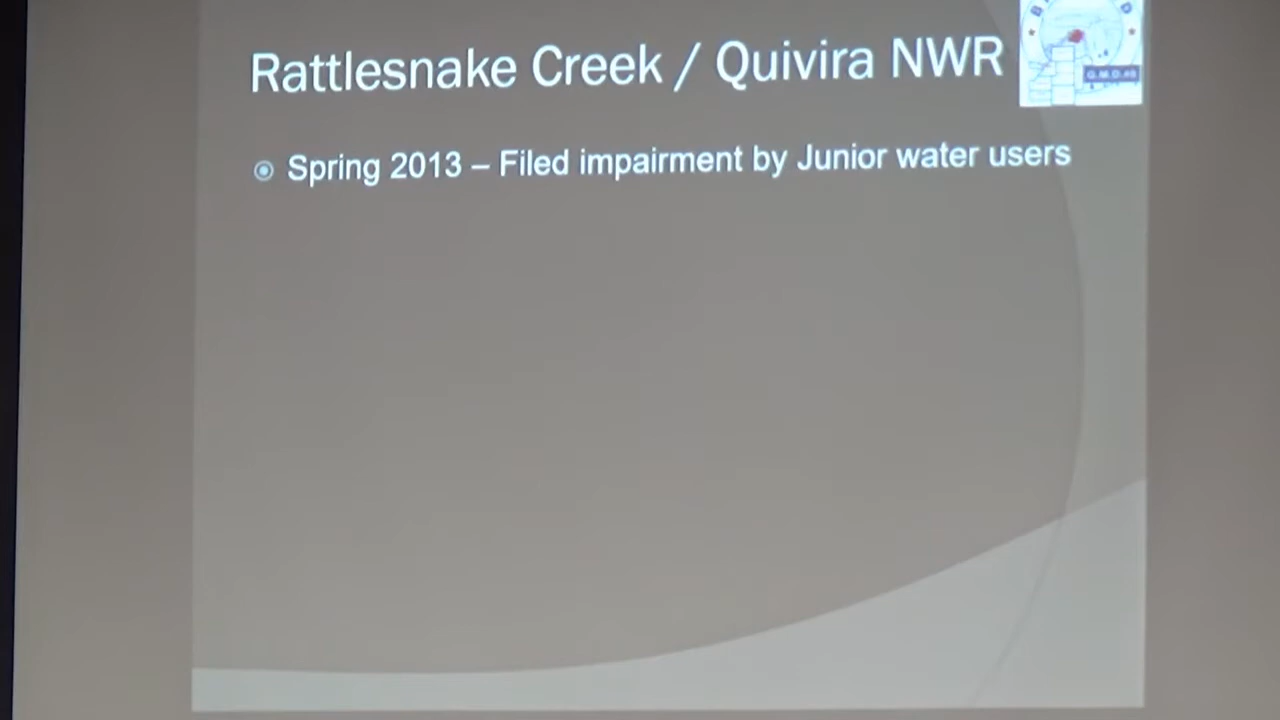 Rattlesnake Creek / Quivira NWR
Spring 2013 – Filed impairment by Junior water users